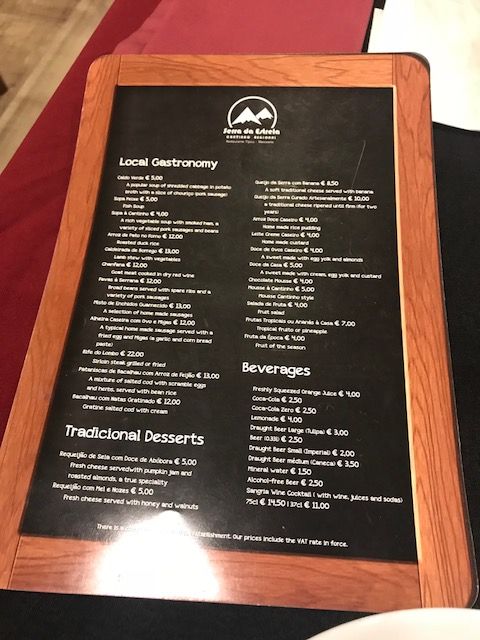 Serra da Estrela
CANTINHO REGIONAL
Local Gastronomy
Caldo Verde € 5,00
A popular soup of shredded cabbage in potato
broth with a slice of chouriço (pork sausage)
Sopa Peixe € 5,00
Fish Soup
Sopa à Cantinho € 4,00
A rich vegetable soup with smoked ham, a
variety of sliced pork sausages and beans
Arroz de Pato no Forno € 12,00
Roasted duck rice
Caldeirada de Borrego € 13,00
Lamb stew with vegetables
Chanfana € 12,00
Goat meat cooked in dry red wine
Favas à Serrana € 12,00
Broad beans served with spare ribs and a
variety of pork sausages
Misto de Enchidos Guarnecido € 13,00
A selection of home made sausages
Alheira Caseira com Ovo e Migas € 12,00
A typical home made sausage served with a
fried egg and Migas (a garlic and corn bread
paste)
Bife do Lombo € 22,00
Sirloin steak grilled or fried
Pataniscas de Bacalhau com Arroz de Feijão € 13,00
A mixture of salted cod with scramble eggs
and herbs, served with bean rice
Bacalhau com Natas Gratinado € 12,00
Gratine salted cod with cream
Tradicional Desserts
Requeijão de Seia com Doce de Abóbora € 5,00
Fresh cheese servedwith pumpkin jam and
roasted almonds, a true speciality
Requeijão com Mel e Nozes € 5,00
Fresh cheese served with honey and walnuts
Queijo da Serra com Banana € 8,50
A soft traditional cheese served with banana
Queijo da Serra Curado Artesanalmente € 10,00
a traditional cheese ripened until firm (for two
years)
Arroz Doce Caseiro € 4,00
Home made rice pudding
Leite Creme Caseiro € 4,00
Home made custard
Doce de Ovos Caseiro € 4,00
A sweet made with egg yolk and almonds
Doce da Casa € 5,00
A sweet made with cream, egg yolk and custard
Chocolate Mousse € 4,00
Mousse à Cantinho € 5,00
Mousse Cantinho style
Salada de Fruta € 4,00
Fruit salad
Frutas Tropicais ou Ananás à Casa € 7,00
Tropical fruito or pineapple
Fruta da Época € 4,00
Fruit of the season
Beverages
Freshly Squeezed Orange Juice € 4,00
Coca-Cola € 2,50
Coca-Cola Zero € 2,50
Lemonade € 4,00
Draught Beer Large (Tulipa) € 3,00
Beer (0,33l) € 2,50
Draught Beer Small (Imperial) € 2,00
Draught Beer médium (Caneca) € 3,50
Mineral water € 1,50
Alcohol-free Beer € 2,50
Sangria Wine Cocktail ( with wine, juices and sodas)
75cl € 14,50 | 37cl € 11,00
There is a establishment. Our prices include the VAT rate in force.